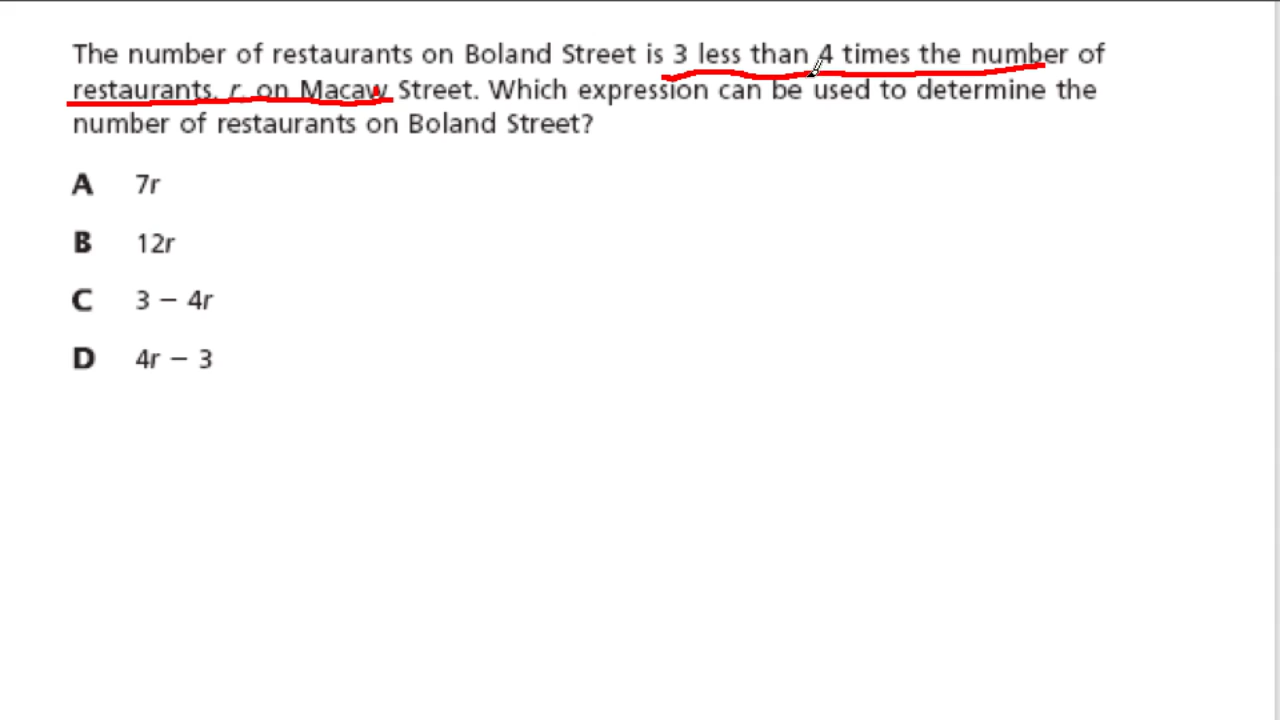 The number of restaurants on Boland Street is 3 less than 4 times the number of
restaurants, r, on Macaw Street. Which expression can be used to determine the
number of restaurants on Boland Street?
A 7r
B 12r
C 3 − 4r
D 4r − 3